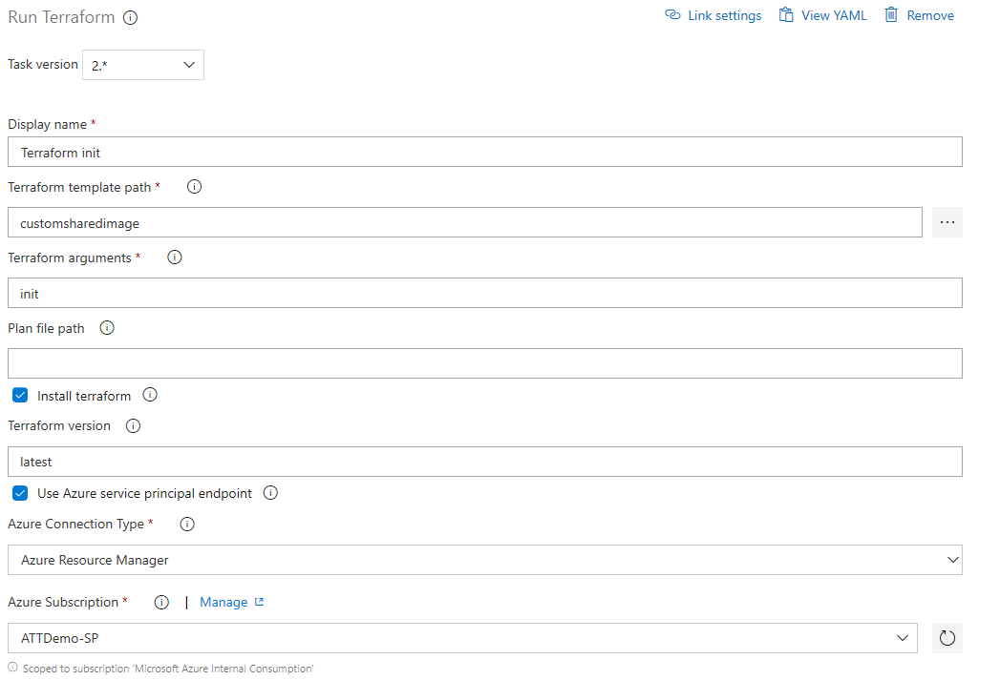 Run Terraform
Link settings View YAML Remove
Task version 2.*
Display name *
Terraform init
Terraform template path *
customsharedimage
...
Terraform arguments *
init
Plan file path
Install terraform
Terraform version
latest
Use Azure service principal endpoint
Azure Connection Type *
Azure Resource Manager
Azure Subscription * | Manage
ATTDemo-SP
Scoped to subscription 'Microsoft Azure Internal Consumption'